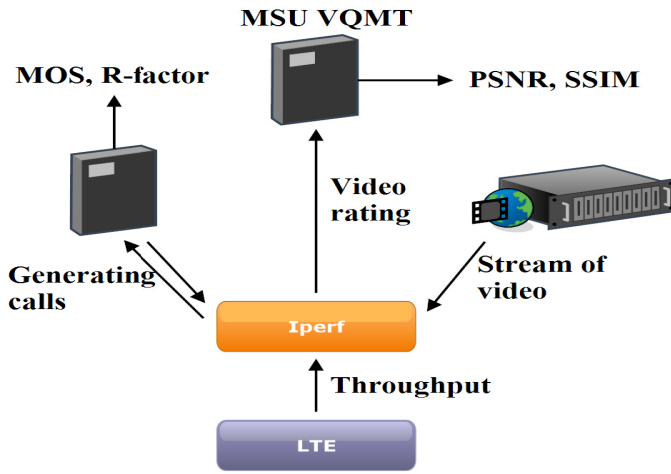 MSU VQMT
MOS, R-factor
PSNR, SSIM
Video
rating
Generating
calls
Stream of
video
Iperf
Throughput
LTE